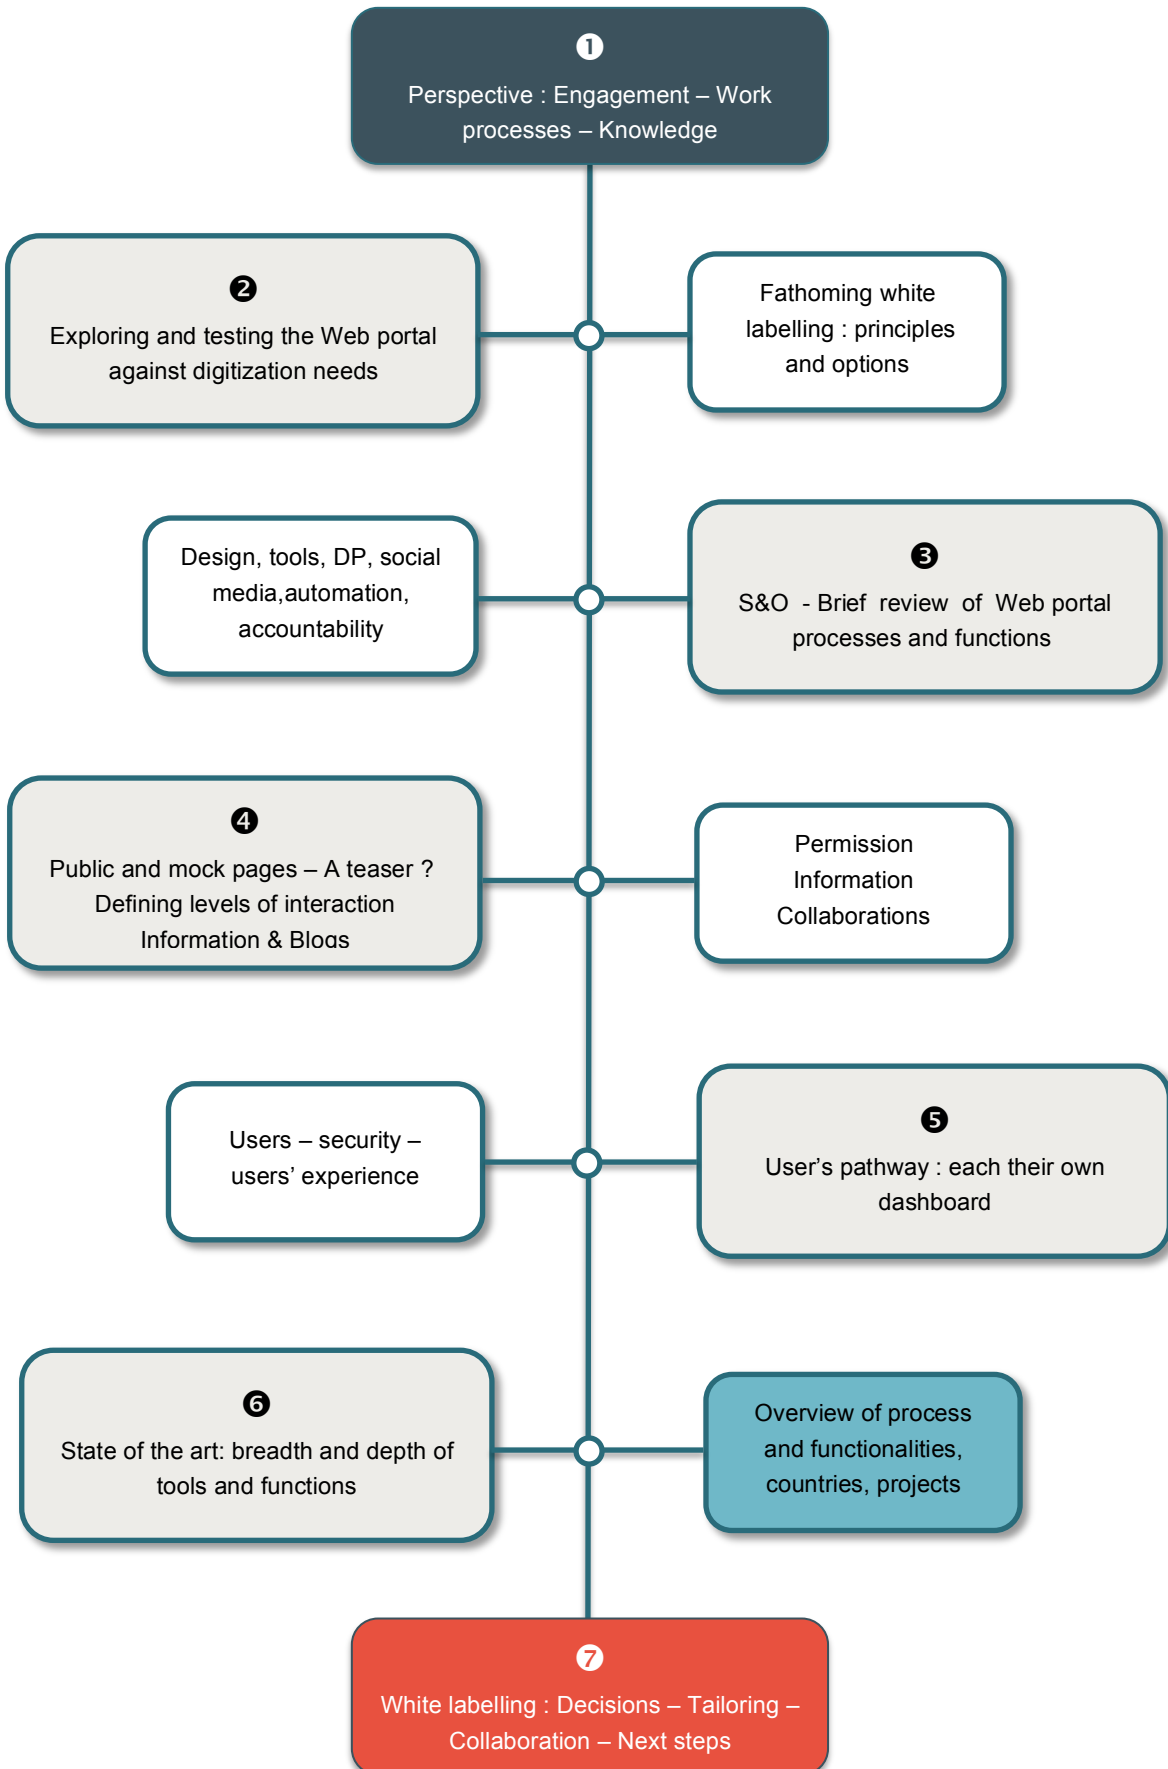 ❶
Perspective : Engagement – Work
processes – Knowledge
❷
Exploring and testing the Web portal
against digitization needs
Fathoming white
labelling : principles
and options
Design, tools, DP, social
media,automation,
accountability
❸
S&O - Brief review of Web portal
processes and functions
❹
Public and mock pages – A teaser ?
Defining levels of interaction
Information & Blogs
Permission
Information
Collaborations
Users – security –
users’ experience
❺
User’s pathway : each their own
dashboard
❻
State of the art: breadth and depth of
tools and functions
Overview of process
and functionalities,
countries, projects
❼
White labelling : Decisions – Tailoring –
Collaboration – Next steps